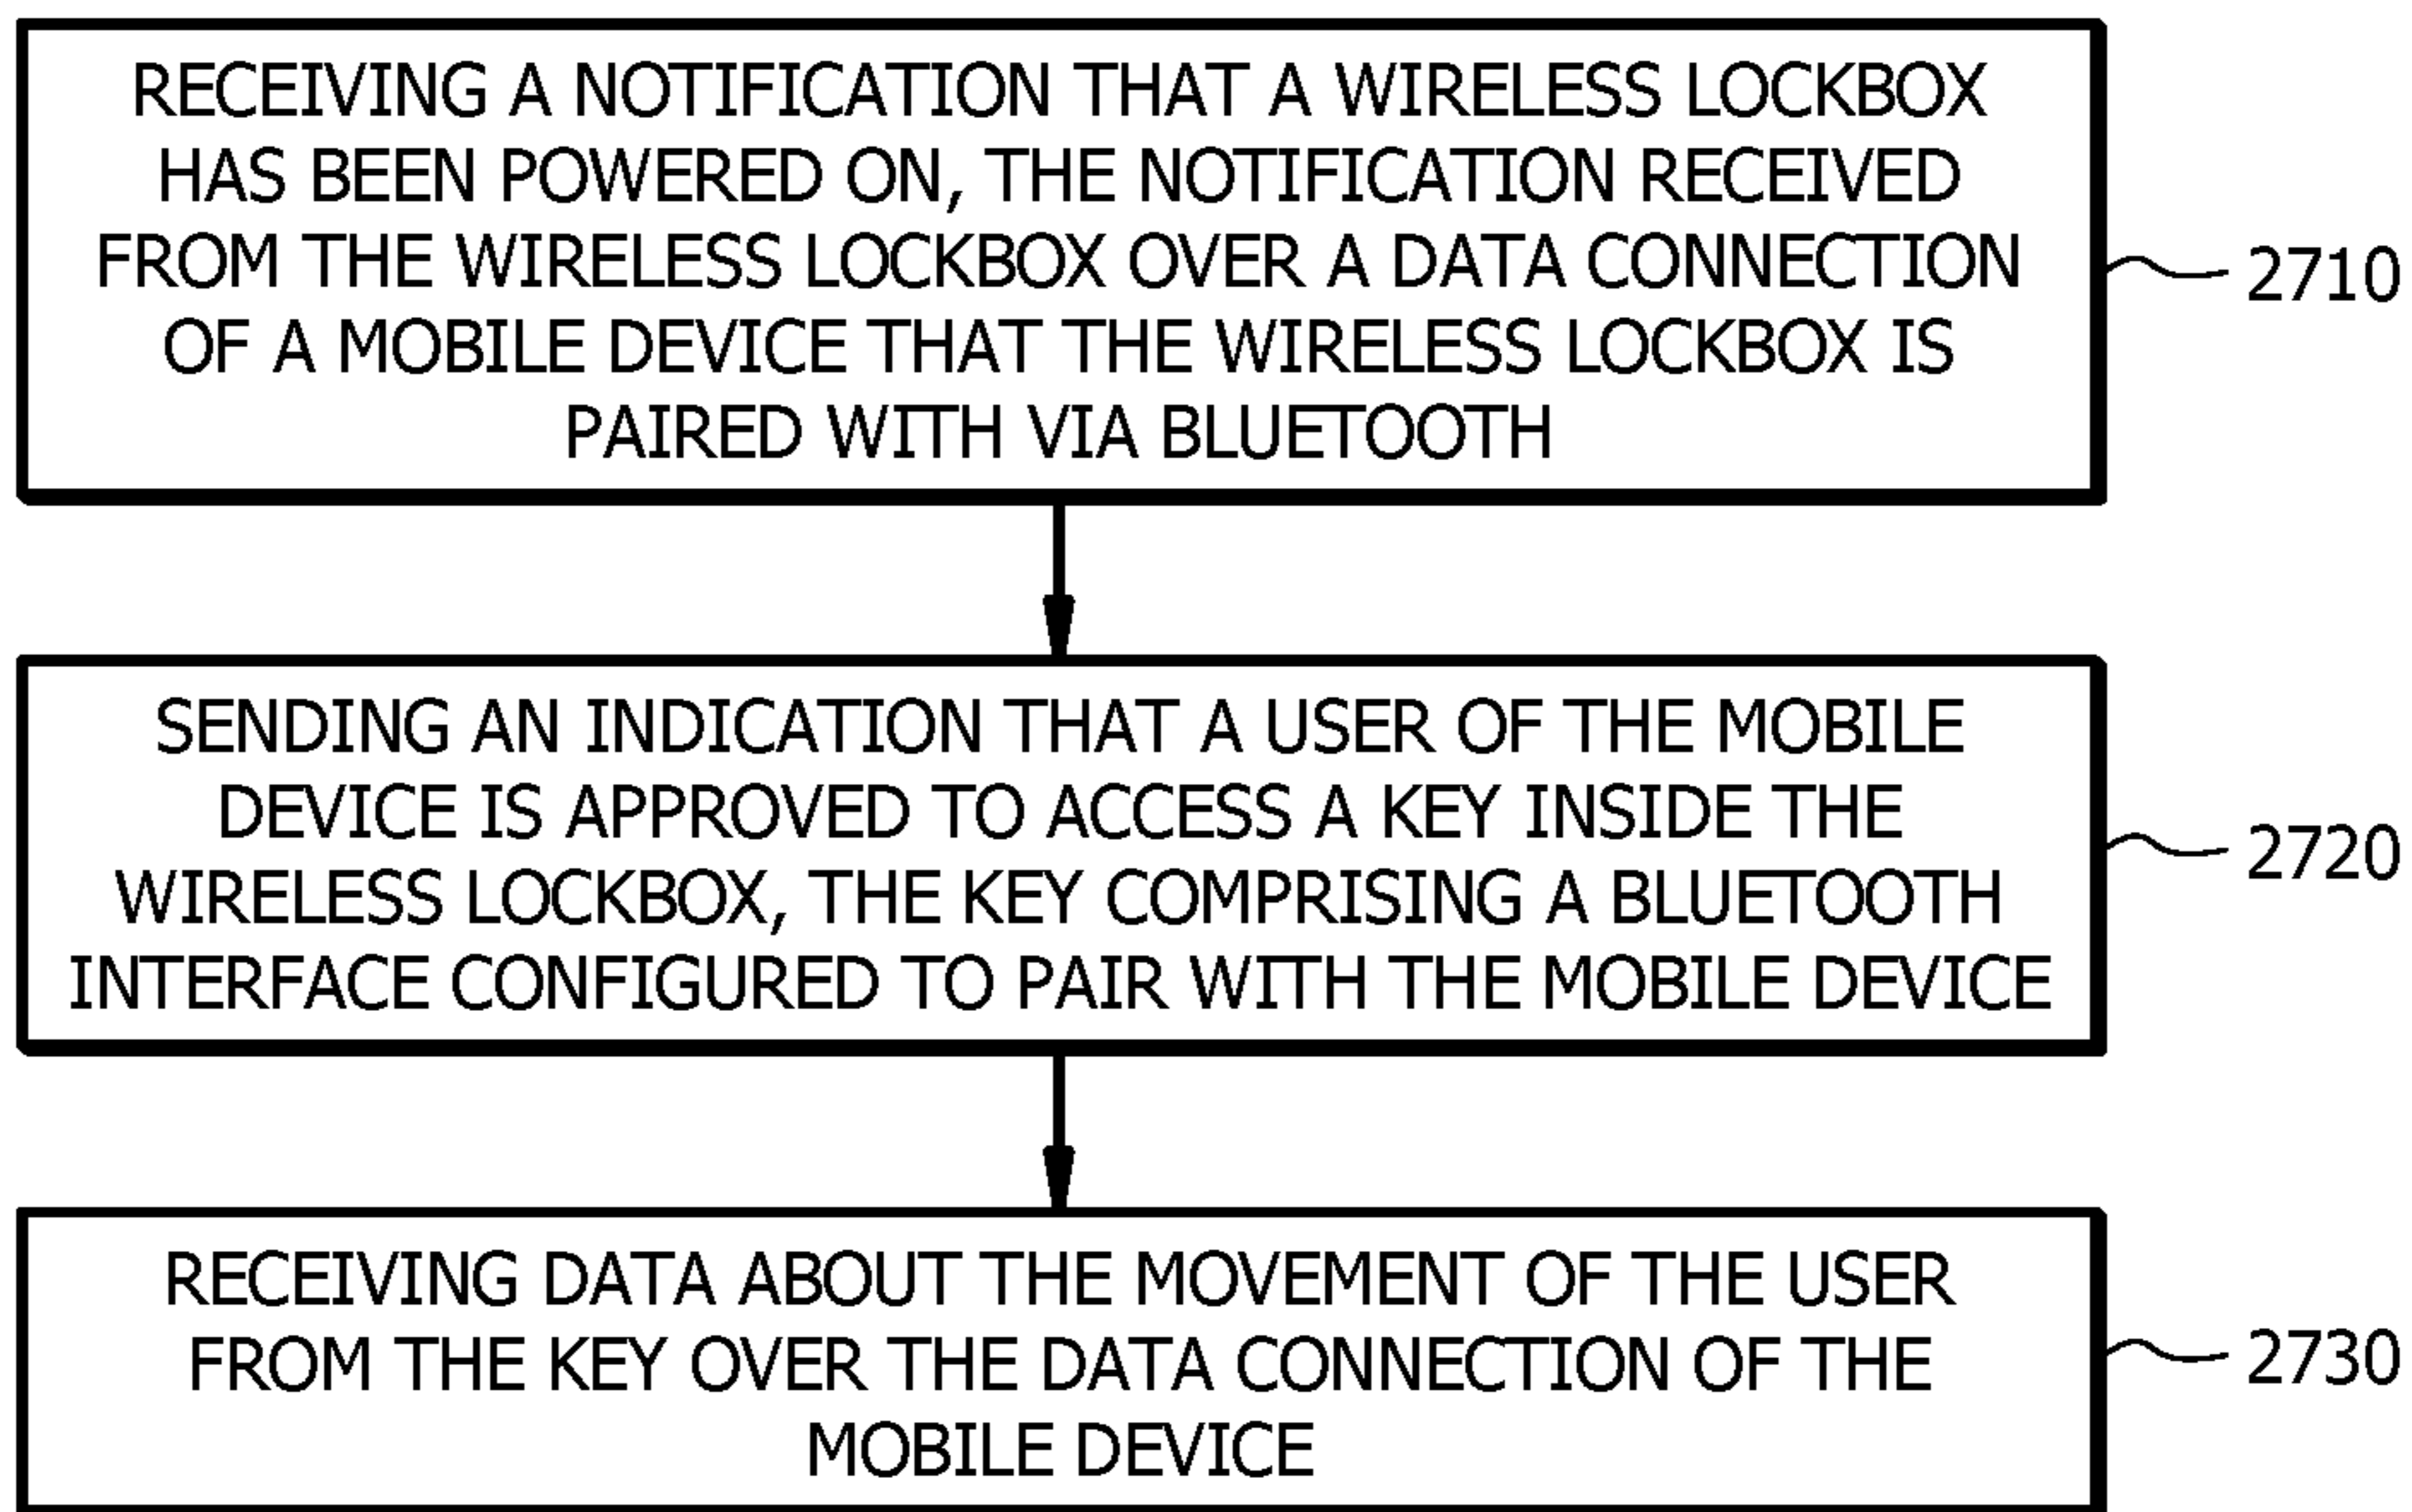 RECEIVING A NOTIFICATION THAT A WIRELESS LOCKBOX
HAS BEEN POWERED ON, THE NOTIFICATION RECEIVED
FROM THE WIRELESS LOCKBOX OVER A DATA CONNECTION
OF A MOBILE DEVICE THAT THE WIRELESS LOCKBOX IS
PAIRED WITH VIA BLUETOOTH
2710
SENDING AN INDICATION THAT A USER OF THE MOBILE
DEVICE IS APPROVED TO ACCESS A KEY INSIDE THE
WIRELESS LOCKBOX, THE KEY COMPRISING A BLUETOOTH
INTERFACE CONFIGURED TO PAIR WITH THE MOBILE DEVICE
2720
RECEIVING DATA ABOUT THE MOVEMENT OF THE USER
FROM THE KEY OVER THE DATA CONNECTION OF THE
MOBILE DEVICE
2730